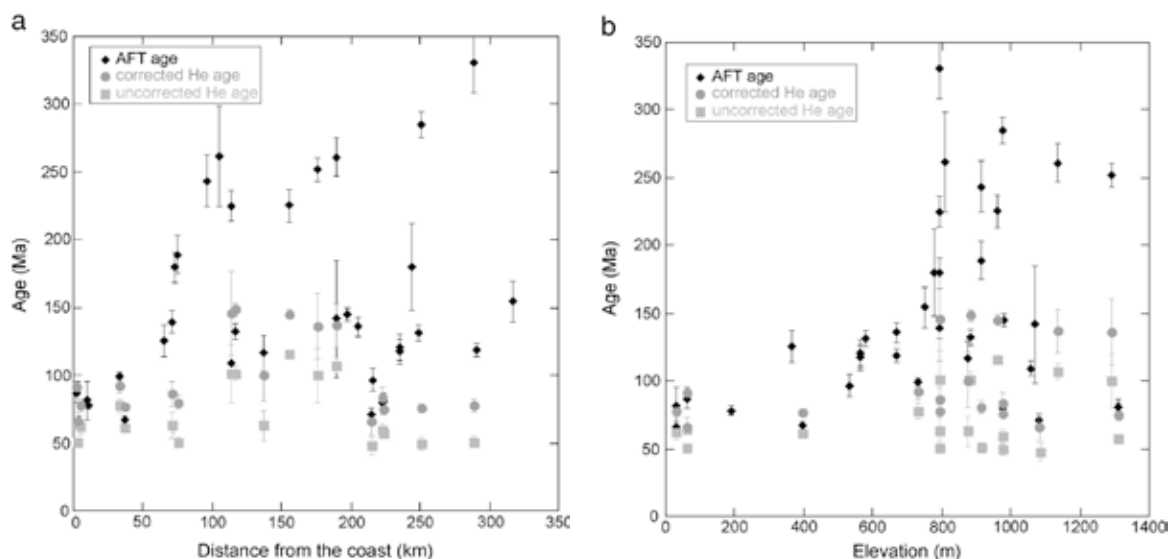 a
350
300
250
200
150
100
50
0
Age (Ma)
AFT age
corrected He age
uncorrected He age
0 50 100 150 200 250 300 350
Distance from the coast (km)
b
350
300
250
200
150
100
50
0
Age (Ma)
AFT age
corrected He age
uncorrected He age
0 200 400 600 800 1000 1200 1400
Elevation (m)